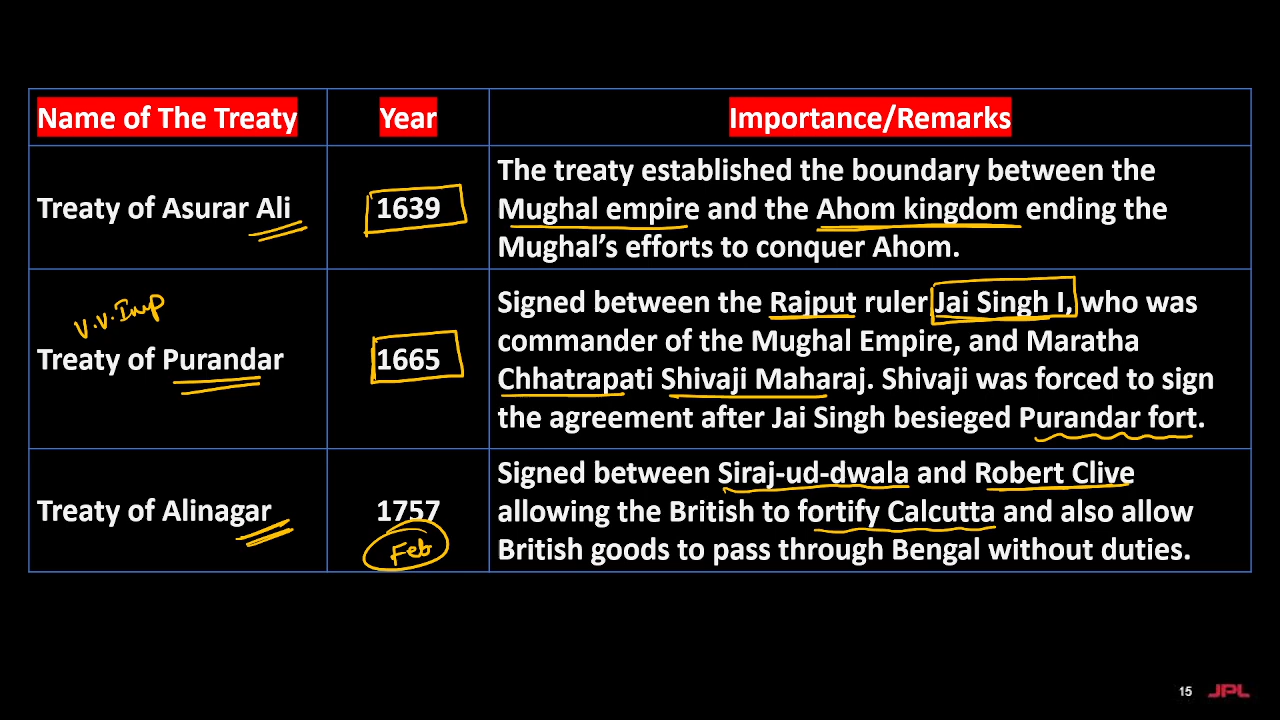 Name of The Treaty Year Importance/Remarks
Treaty of Asurar Ali 1639
The treaty established the boundary between the
Mughal empire and the Ahom kingdom ending the
Mughal's efforts to conquer Ahom.
V.V.Imp
Treaty of Purandar 1665
Signed between the Rajput ruler Jai Singh I, who was
commander of the Mughal Empire, and Maratha
Chhatrapati Shivaji Maharaj. Shivaji was forced to sign
the agreement after Jai Singh besieged Purandar fort.
Treaty of Alinagar 1757
Feb
Signed between Siraj-ud-dwala and Robert Clive
allowing the British to fortify Calcutta and also allow
British goods to pass through Bengal without duties.
15 JPL